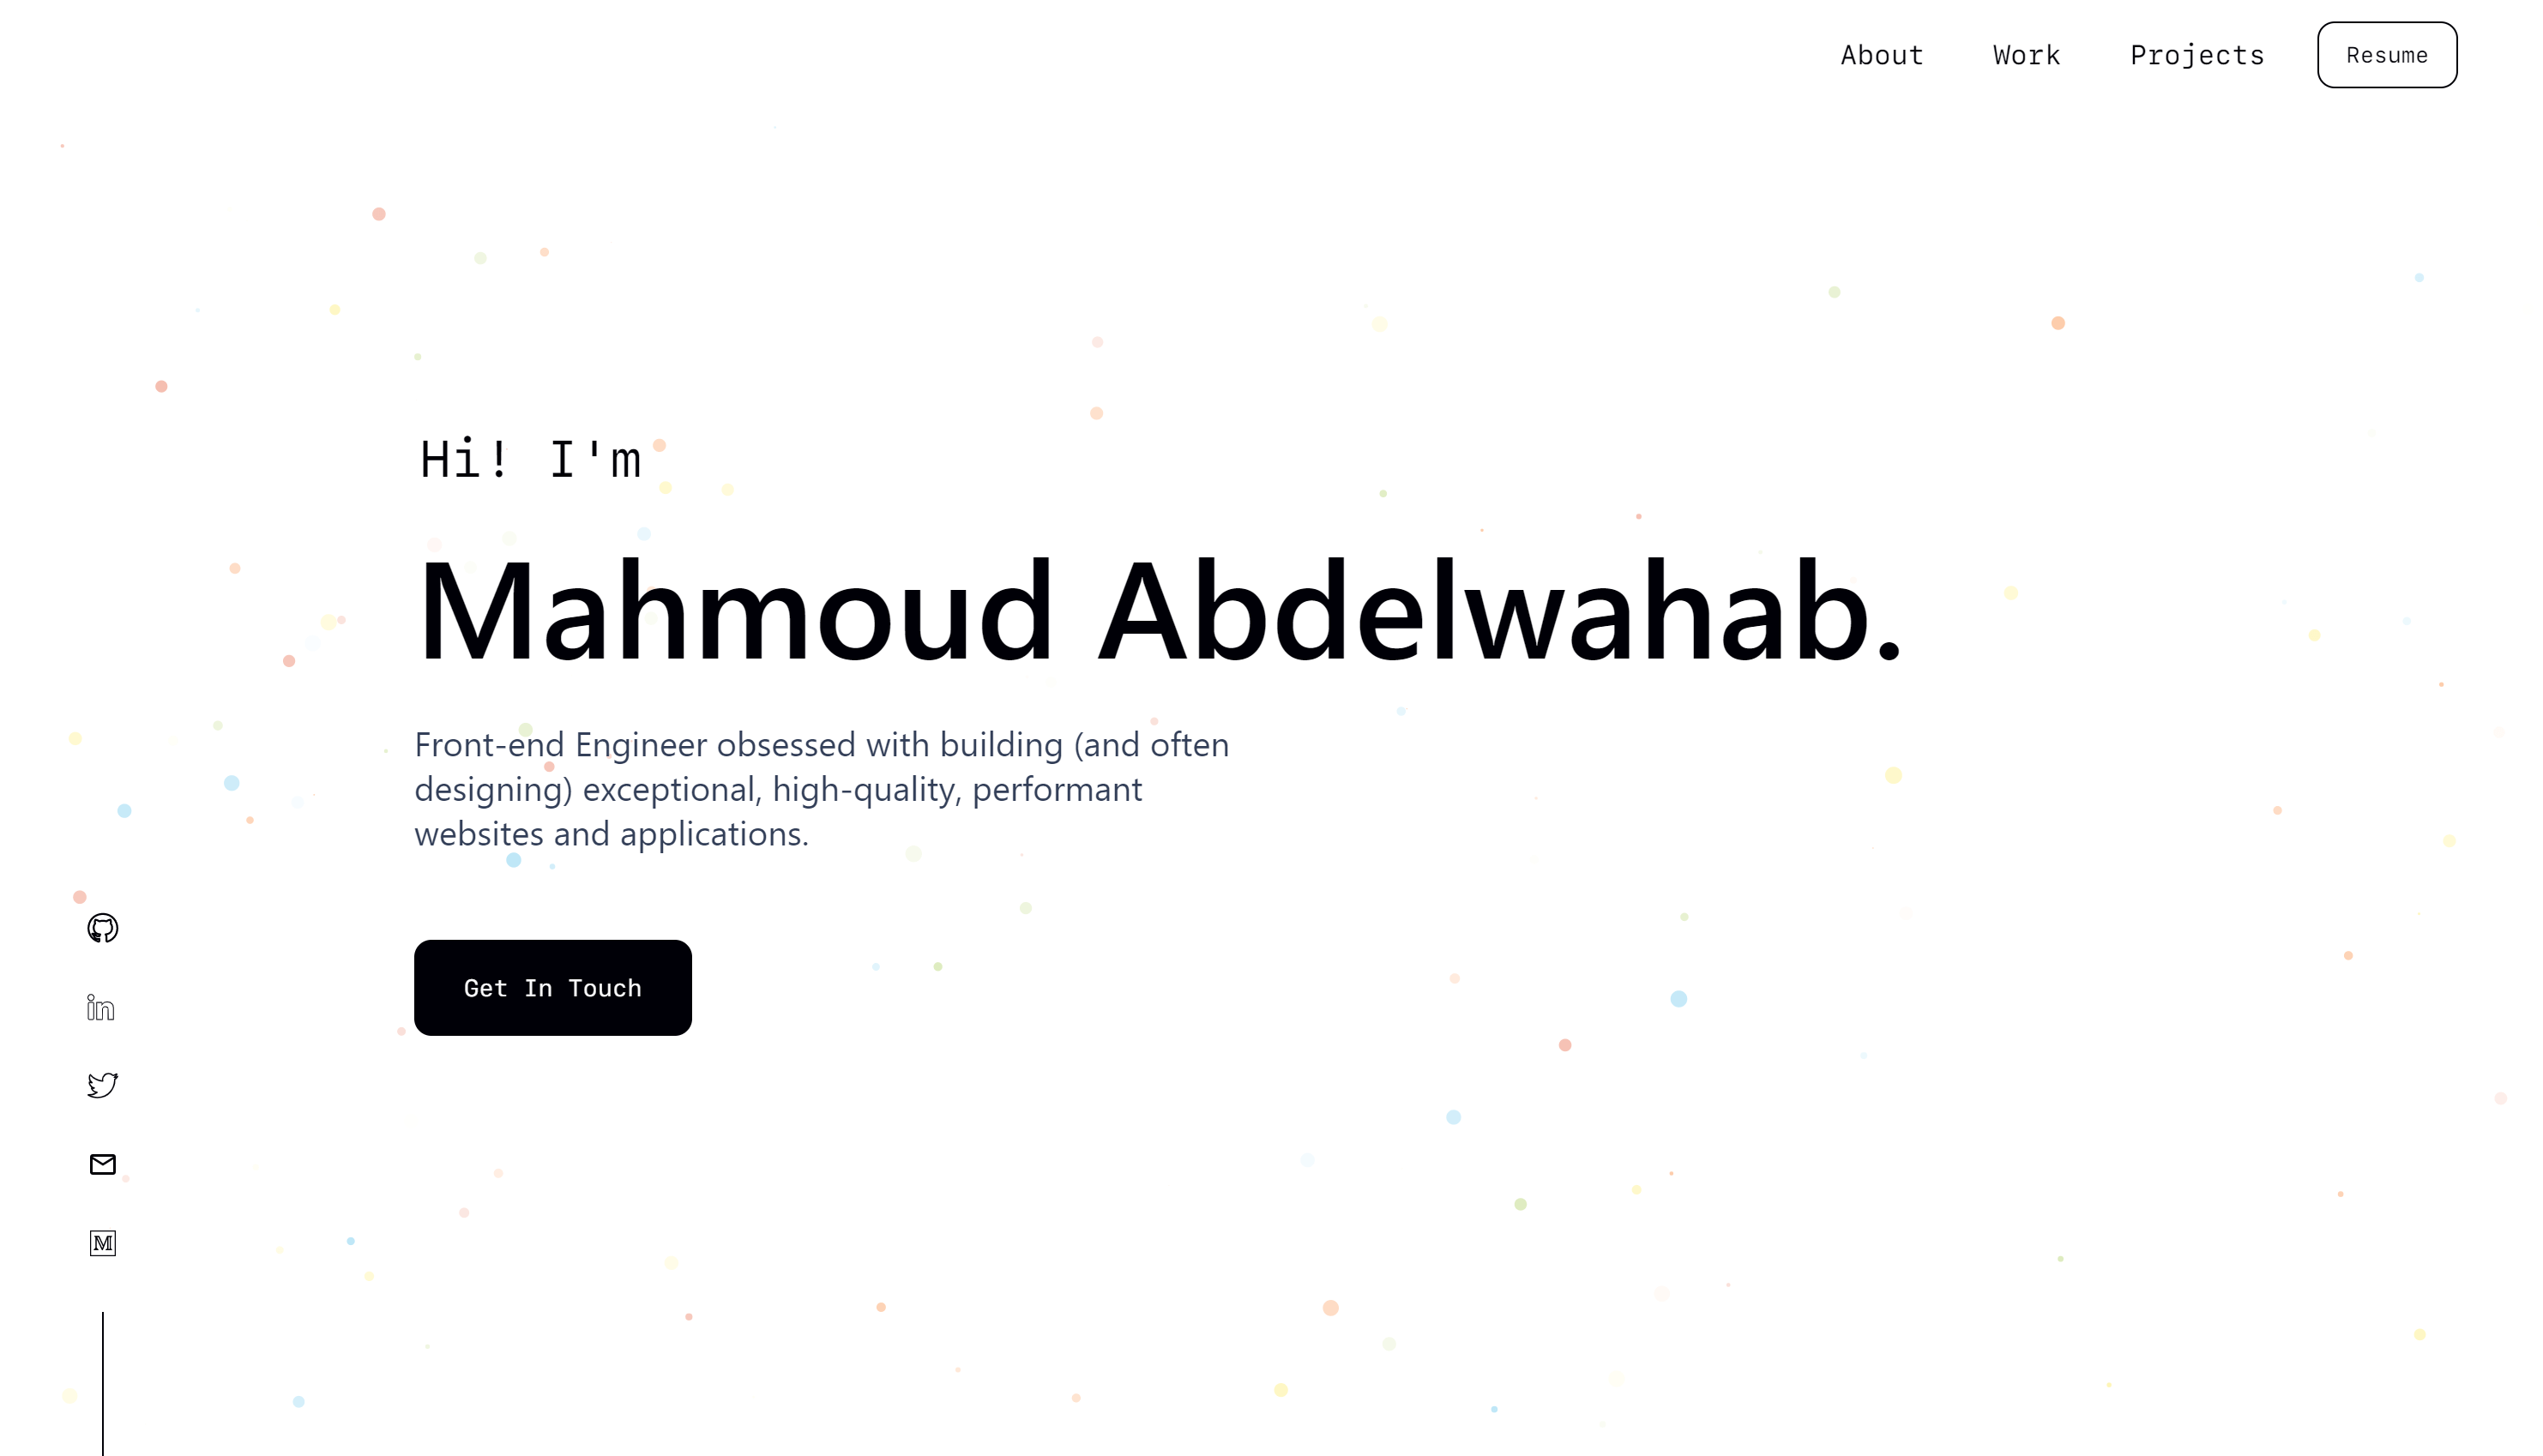 About Work Projects Resume
Hi! I'm
Mahmoud Abdelwahab.
Front-end Engineer obsessed with building (and often
designing) exceptional, high-quality, performant
websites and applications.
Get In Touch
in
M